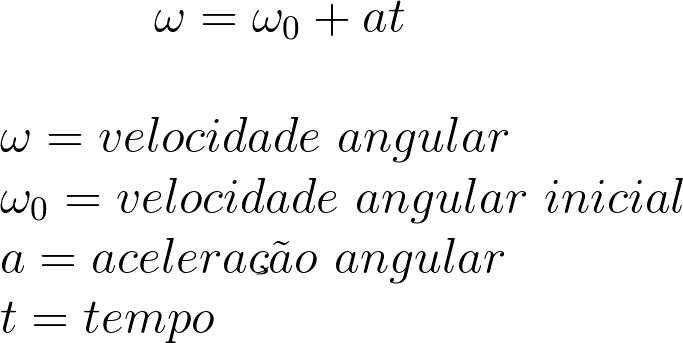 ω = ω₀ + at
ω = velocidade angular
ω₀ = velocidade angular inicial
a = aceleração angular
t = tempo